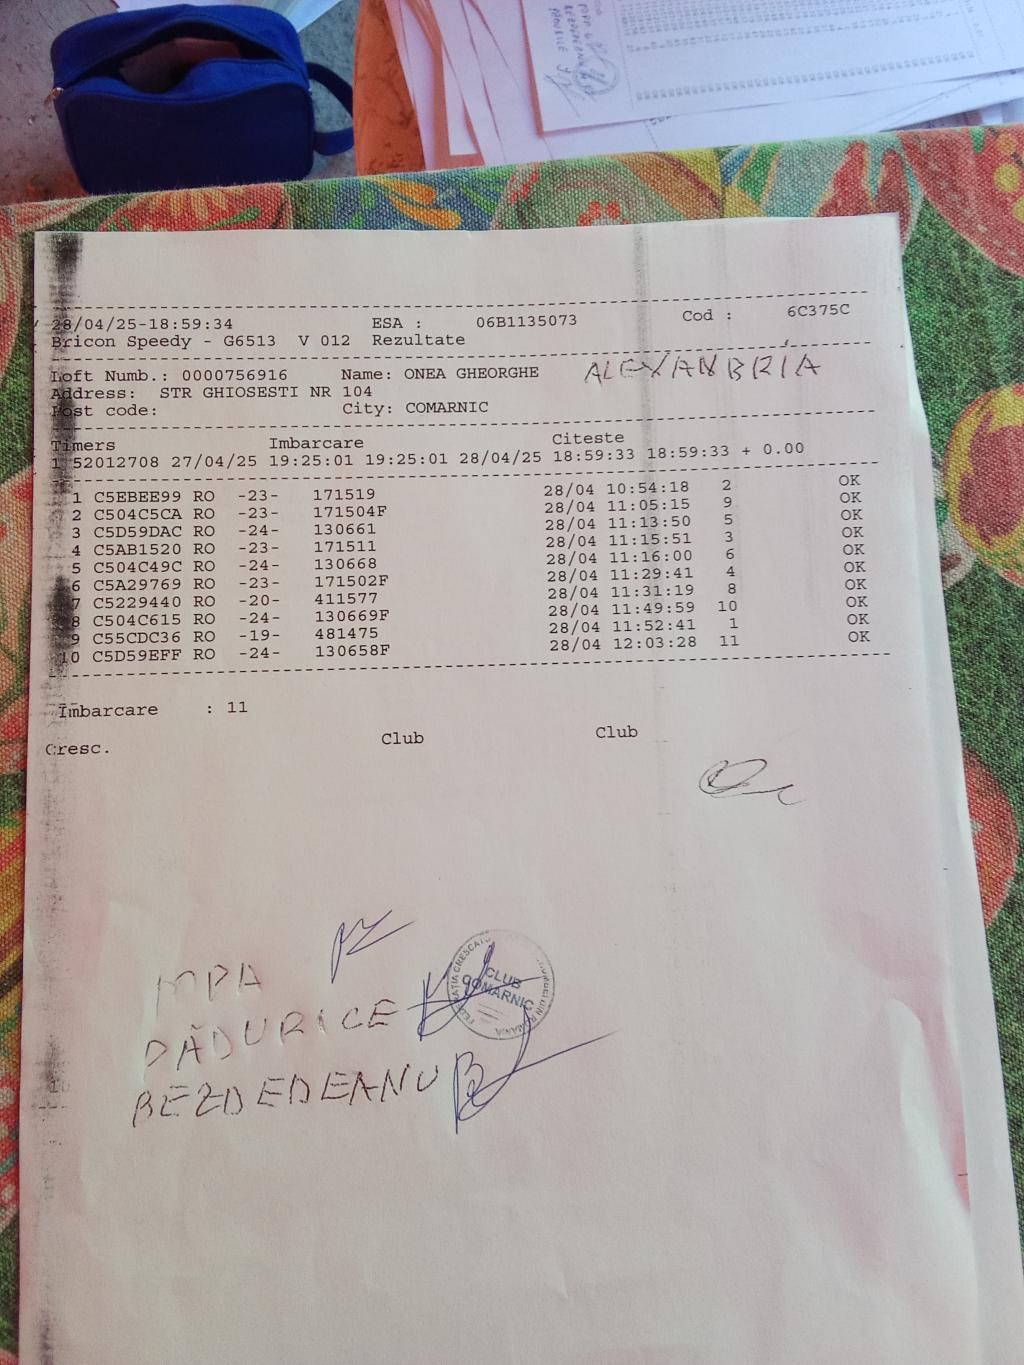 28/04/25-18:59:34 ESA : 06B1135073 Cod : 6C375C
Bricon Speedy - G6513 V 012 Rezultate
Loft Numb.: 0000756916 Name: ONEA GHEORGHE ALEXANBRIA
Address: STR GHIOSESTI NR 104
Post code: City: COMARNIC
Timers Imbarcare Citeste
1 52012708 27/04/25 19:25:01 19:25:01 28/04/25 18:59:33 18:59:33 + 0.00
1 C5EBEE99 RO -23- 171519 28/04 10:54:18 2 OK
2 C504C5CA RO -23- 171504F 28/04 11:05:15 9 OK
3 C5D59DAC RO -24- 130661 28/04 11:13:50 5 OK
4 C5AB1520 RO -23- 171511 28/04 11:15:51 3 OK
5 C504C49C RO -24- 130668 28/04 11:16:00 6 OK
6 C5A29769 RO -23- 171502F 28/04 11:29:41 4 OK
7 C5229440 RO -20- 411577 28/04 11:31:19 8 OK
8 C504C615 RO -24- 130669F 28/04 11:49:59 10 OK
9 C55CDC36 RO -19- 481475 28/04 11:52:41 1 OK
10 C5D59EFF RO -24- 130658F 28/04 12:03:28 11 OK
Imbarcare : 11
Cresc. Club Club
MPA
PĂDURICE
BEZDEDEANU
CLUB
COMARNIC